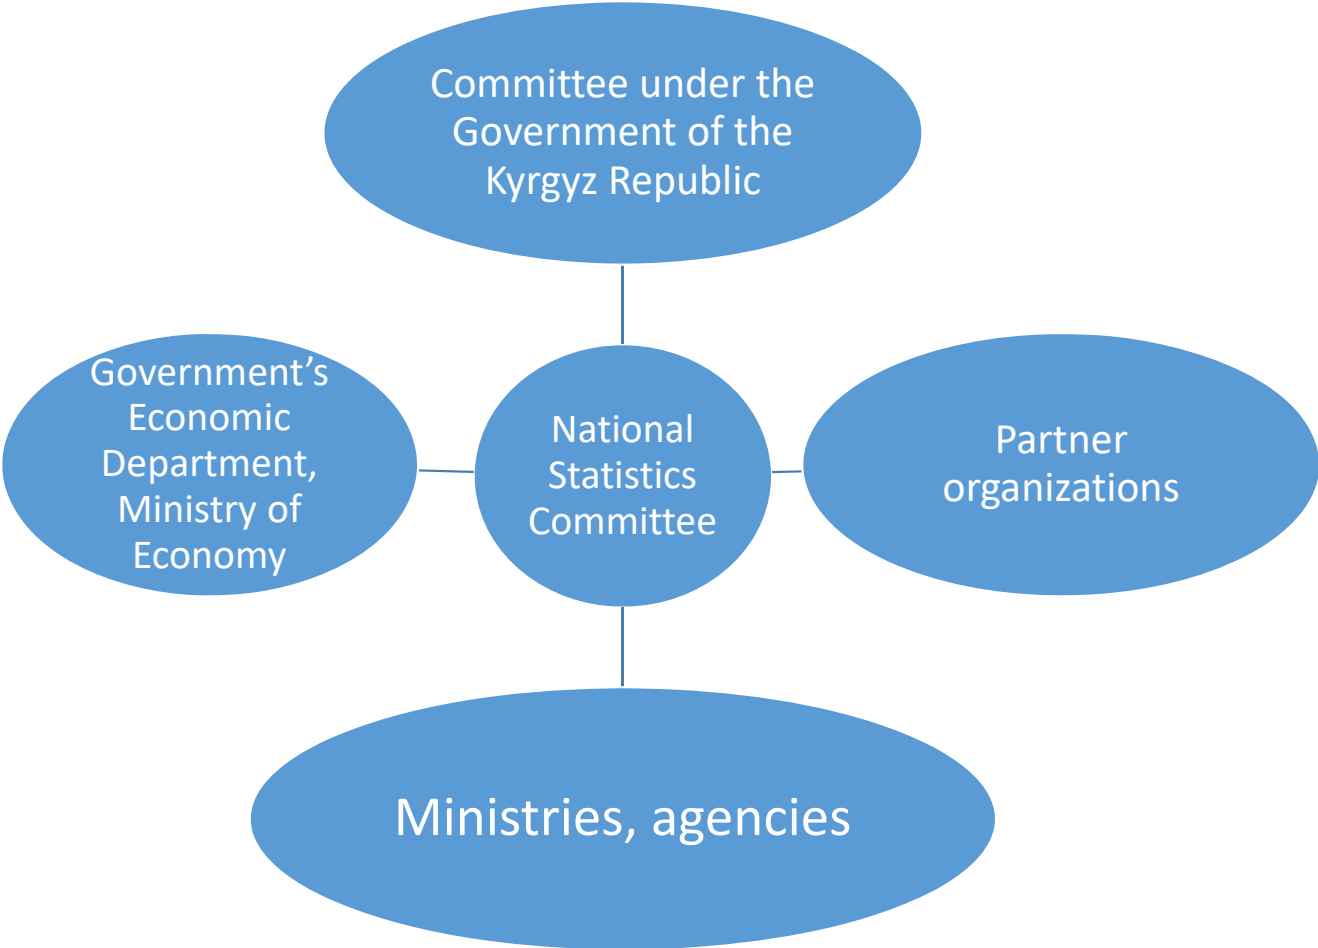 Committee under the
Government of the
Kyrgyz Republic
Government’s
Economic
Department,
Ministry of
Economy
National
Statistics
Committee
Partner
organizations
Ministries, agencies